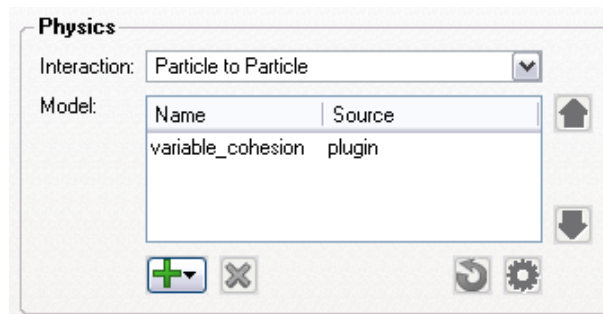 Physics
Interaction: Particle to Particle
Model:
Name Source
variable_cohesion plugin